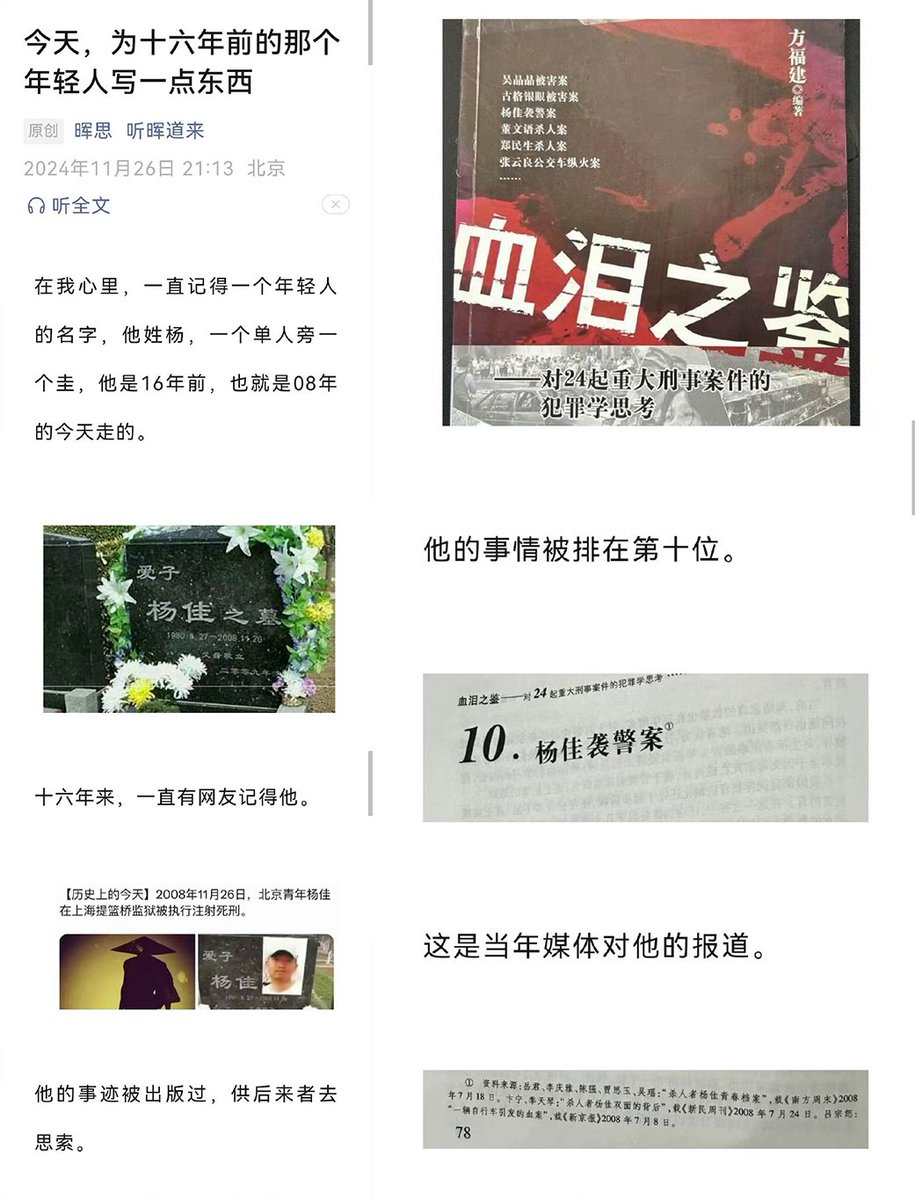 今天，为十六年前的那个
年轻人写一点东西
原创 晖思 听晖道来
2024年11月26日 21:13 北京
听全文
在我心里，一直记得一个年轻人
的名字，他姓杨，一个单人旁一
个圭，他是16年前，也就是08年
的今天走的。
爱子
杨佳之墓
1980.8.27—2008.11.26
父母敬立
十六年来，一直有网友记得他。
【历史上的今天】2008年11月26日，北京青年杨佳
在上海提篮桥监狱被执行注射死刑。
爱子
杨佳
他的事迹被出版过，供后来者去
思索。
方福建◎编著
吴晶晶被害案
古格银眼被害案
杨佳袭警案
董文语杀人案
郑民生杀人案
张云良公交车纵火案
……
血泪之鉴
——对24起重大刑事案件的
犯罪学思考
他的事情被排在第十位。
血泪之鉴——对24起重大刑事案件的犯罪学思考
10．杨佳袭警案①
这是当年媒体对他的报道。
① 资料来源：岳君、李庆雅、陈强、贾思玉、吴瑶：“杀人者杨佳青春档案”，载《南方周末》2008
年7月18日。卞宁、李天琴：“杀人者杨佳双面的背后”，载《新民周刊》2008年7月24日。吕宗恕：
“一辆自行车引发的血案”，载《新京报》2008年7月8日。
78